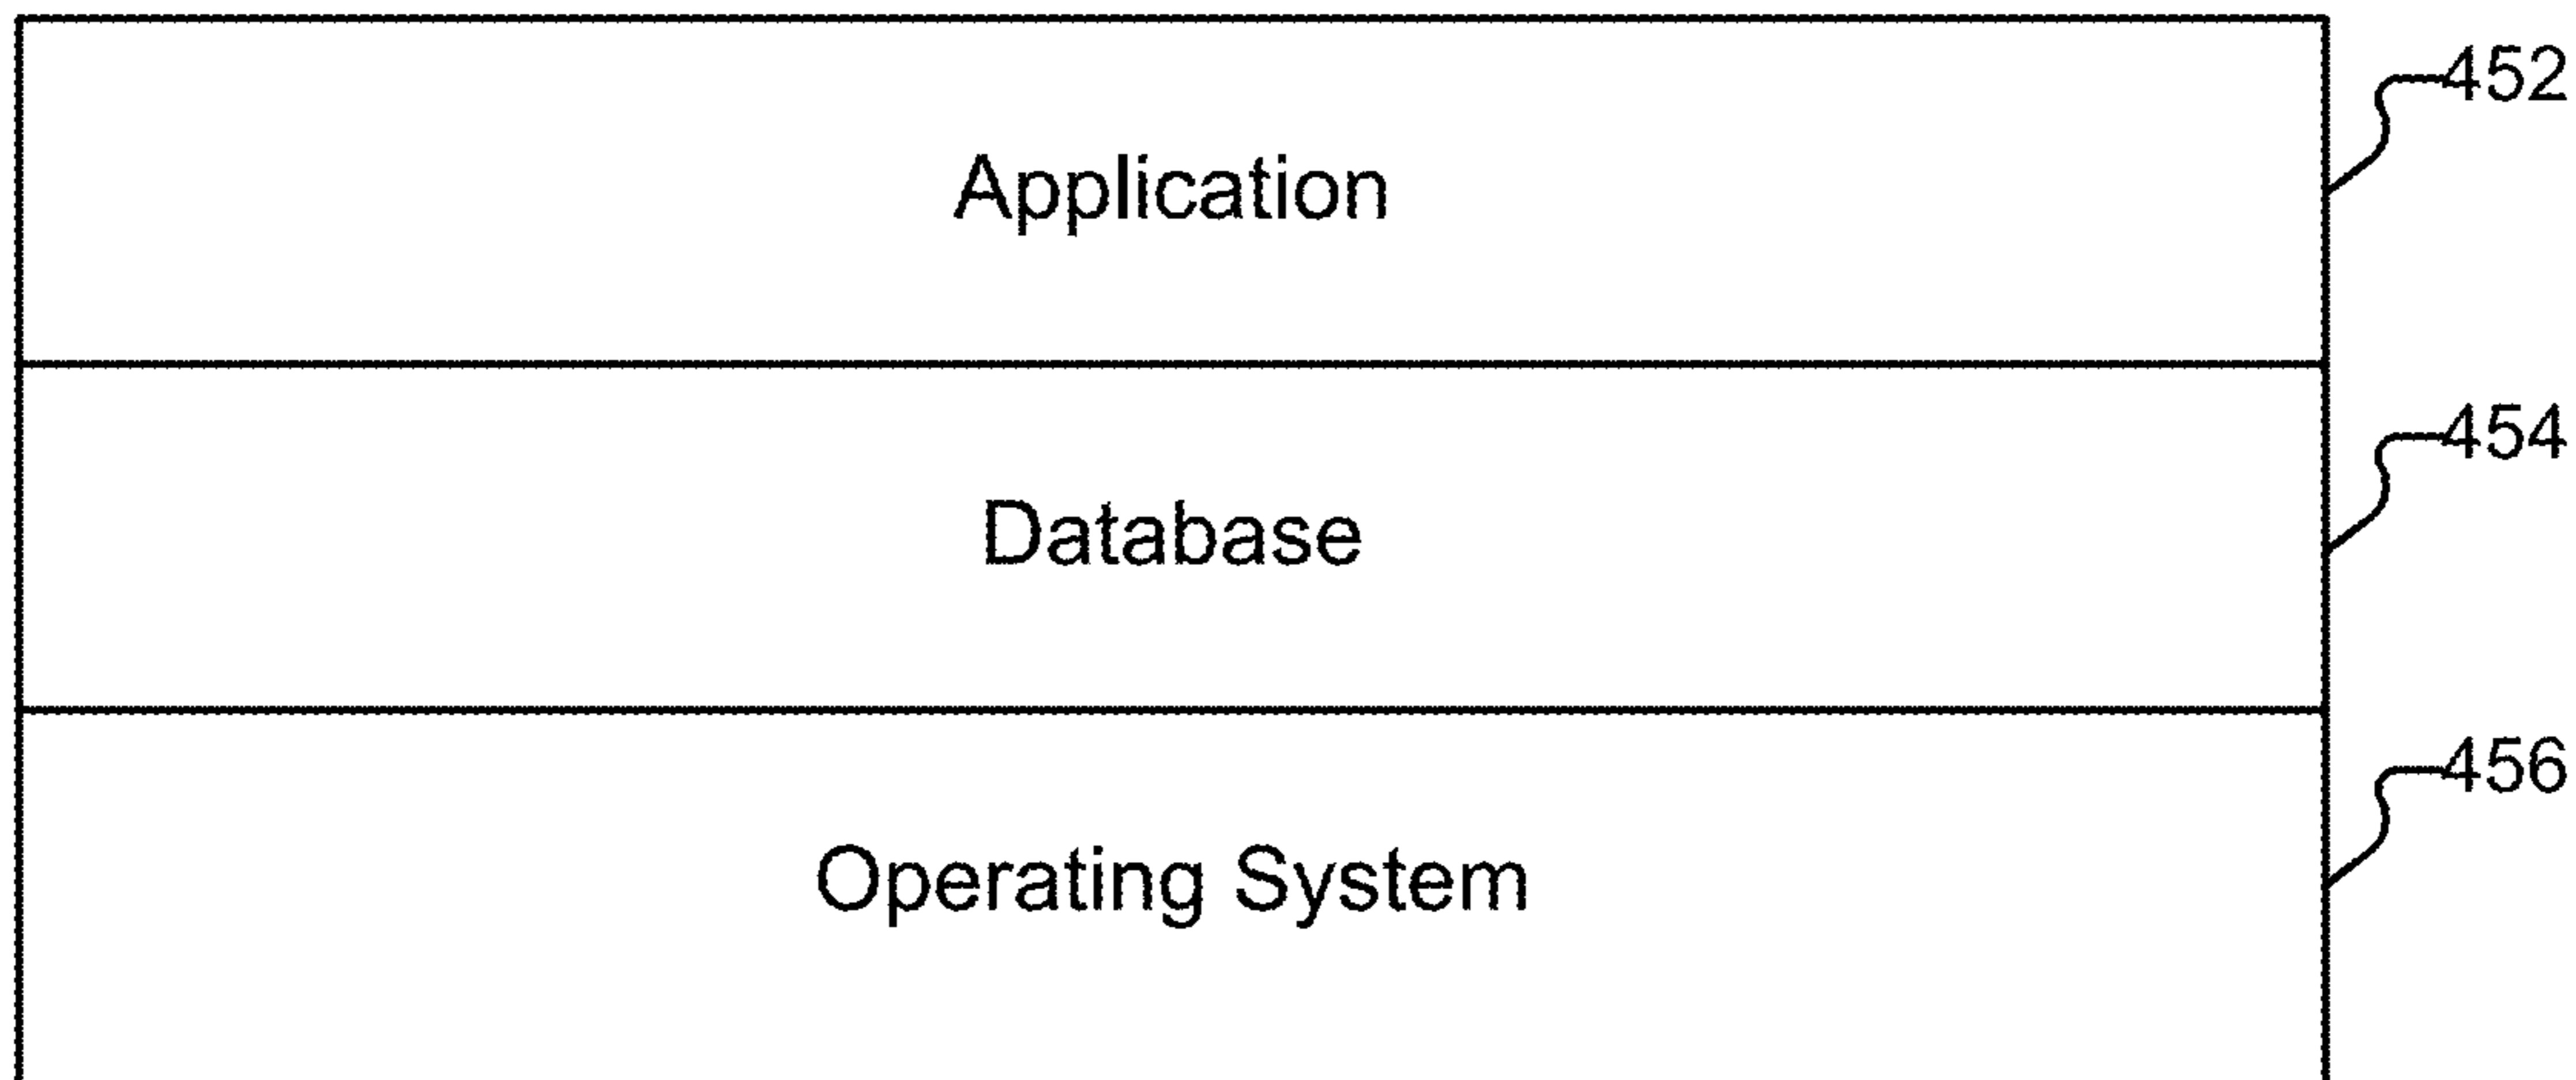 452
Application
454
Database
456
Operating System